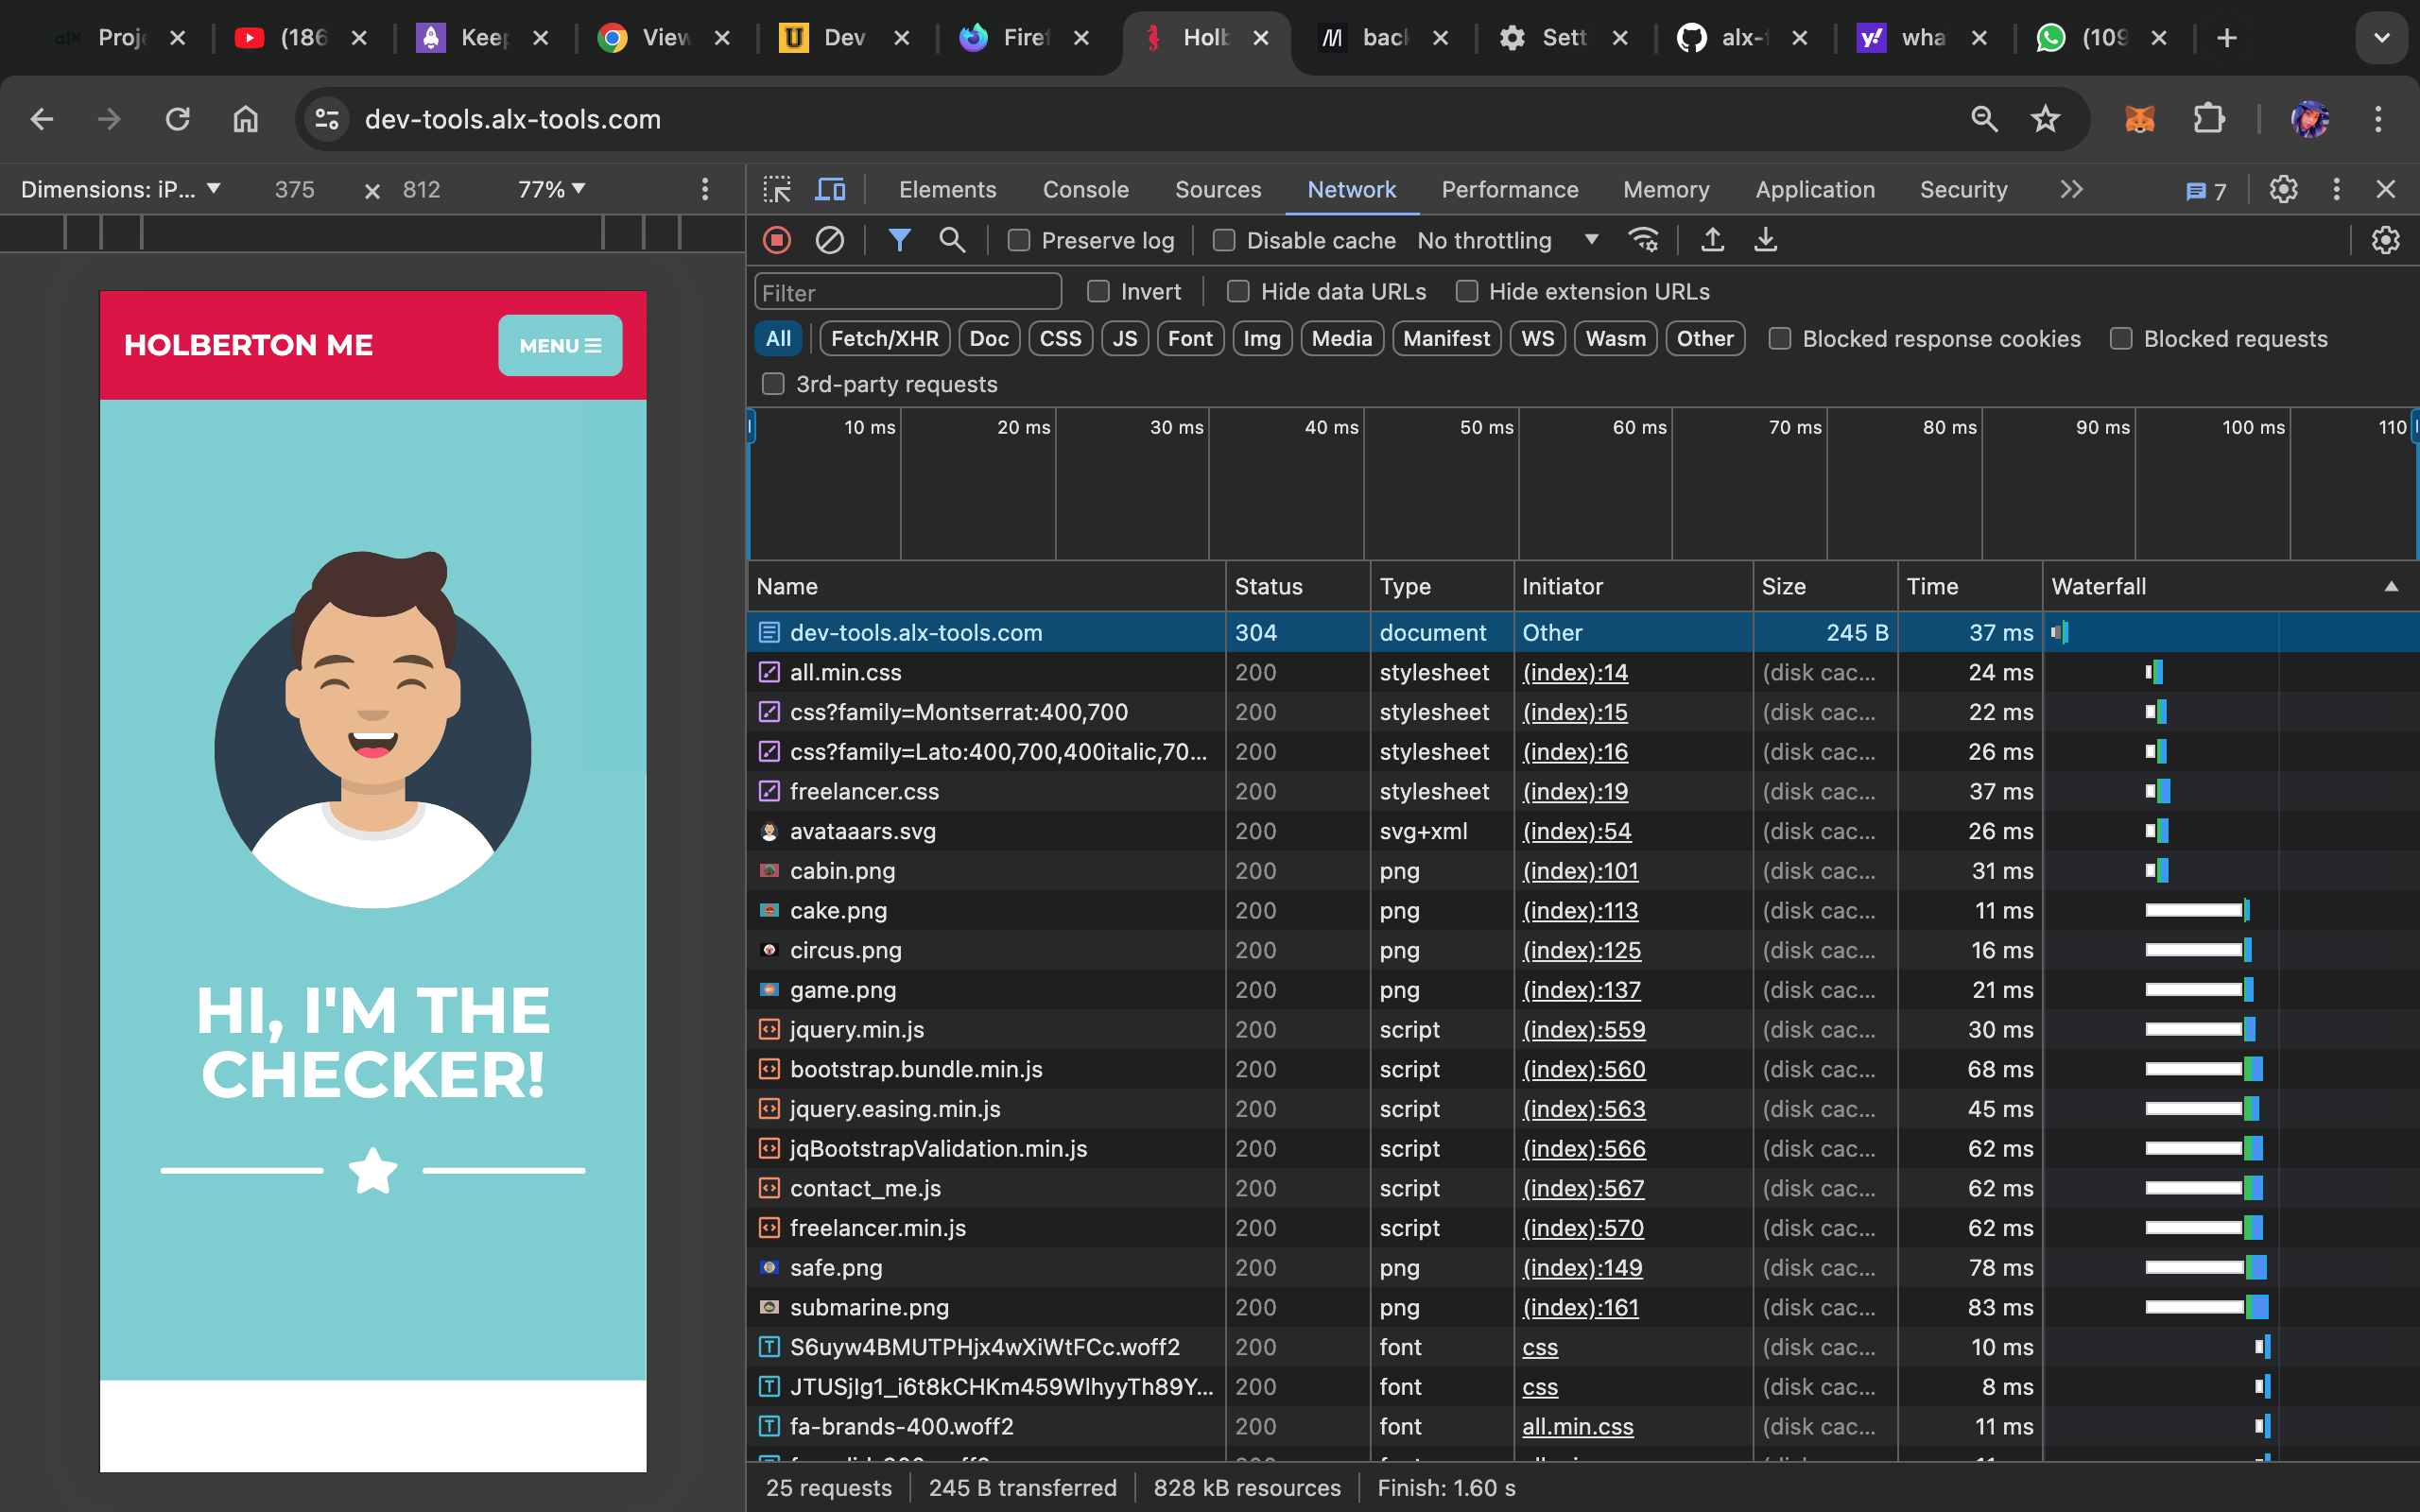 alx Proje
(186
Keep
View
Dev
Firef
Holb
back
Sett
alx-f
wha
(109
dev-tools.alx-tools.com
Dimensions: iP... 375 × 812 77%
Elements Console Sources Network Performance Memory Application Security 7
Preserve log Disable cache No throttling
Filter Invert Hide data URLs Hide extension URLs
All Fetch/XHR Doc CSS JS Font Img Media Manifest WS Wasm Other Blocked response cookies Blocked requests
3rd-party requests
10 ms 20 ms 30 ms 40 ms 50 ms 60 ms 70 ms 80 ms 90 ms 100 ms 110
HOLBERTON ME MENU
HI, I'M THE
CHECKER!
Name Status Type Initiator Size Time Waterfall
dev-tools.alx-tools.com 304 document Other 245 B 37 ms
all.min.css 200 stylesheet (index):14 (disk cac... 24 ms
css?family=Montserrat:400,700 200 stylesheet (index):15 (disk cac... 22 ms
css?family=Lato:400,700,400italic,70... 200 stylesheet (index):16 (disk cac... 26 ms
freelancer.css 200 stylesheet (index):19 (disk cac... 37 ms
avataaars.svg 200 svg+xml (index):54 (disk cac... 26 ms
cabin.png 200 png (index):101 (disk cac... 31 ms
cake.png 200 png (index):113 (disk cac... 11 ms
circus.png 200 png (index):125 (disk cac... 16 ms
game.png 200 png (index):137 (disk cac... 21 ms
jquery.min.js 200 script (index):559 (disk cac... 30 ms
bootstrap.bundle.min.js 200 script (index):560 (disk cac... 68 ms
jquery.easing.min.js 200 script (index):563 (disk cac... 45 ms
jqBootstrapValidation.min.js 200 script (index):566 (disk cac... 62 ms
contact_me.js 200 script (index):567 (disk cac... 62 ms
freelancer.min.js 200 script (index):570 (disk cac... 62 ms
safe.png 200 png (index):149 (disk cac... 78 ms
submarine.png 200 png (index):161 (disk cac... 83 ms
S6uyw4BMUTPHjx4wXiWtFCc.woff2 200 font css (disk cac... 10 ms
JTUSjIg1_i6t8kCHKm459WlhyyTh89Y... 200 font css (disk cac... 8 ms
fa-brands-400.woff2 200 font all.min.css (disk cac... 11 ms
25 requests 245 B transferred 828 kB resources Finish: 1.60 s